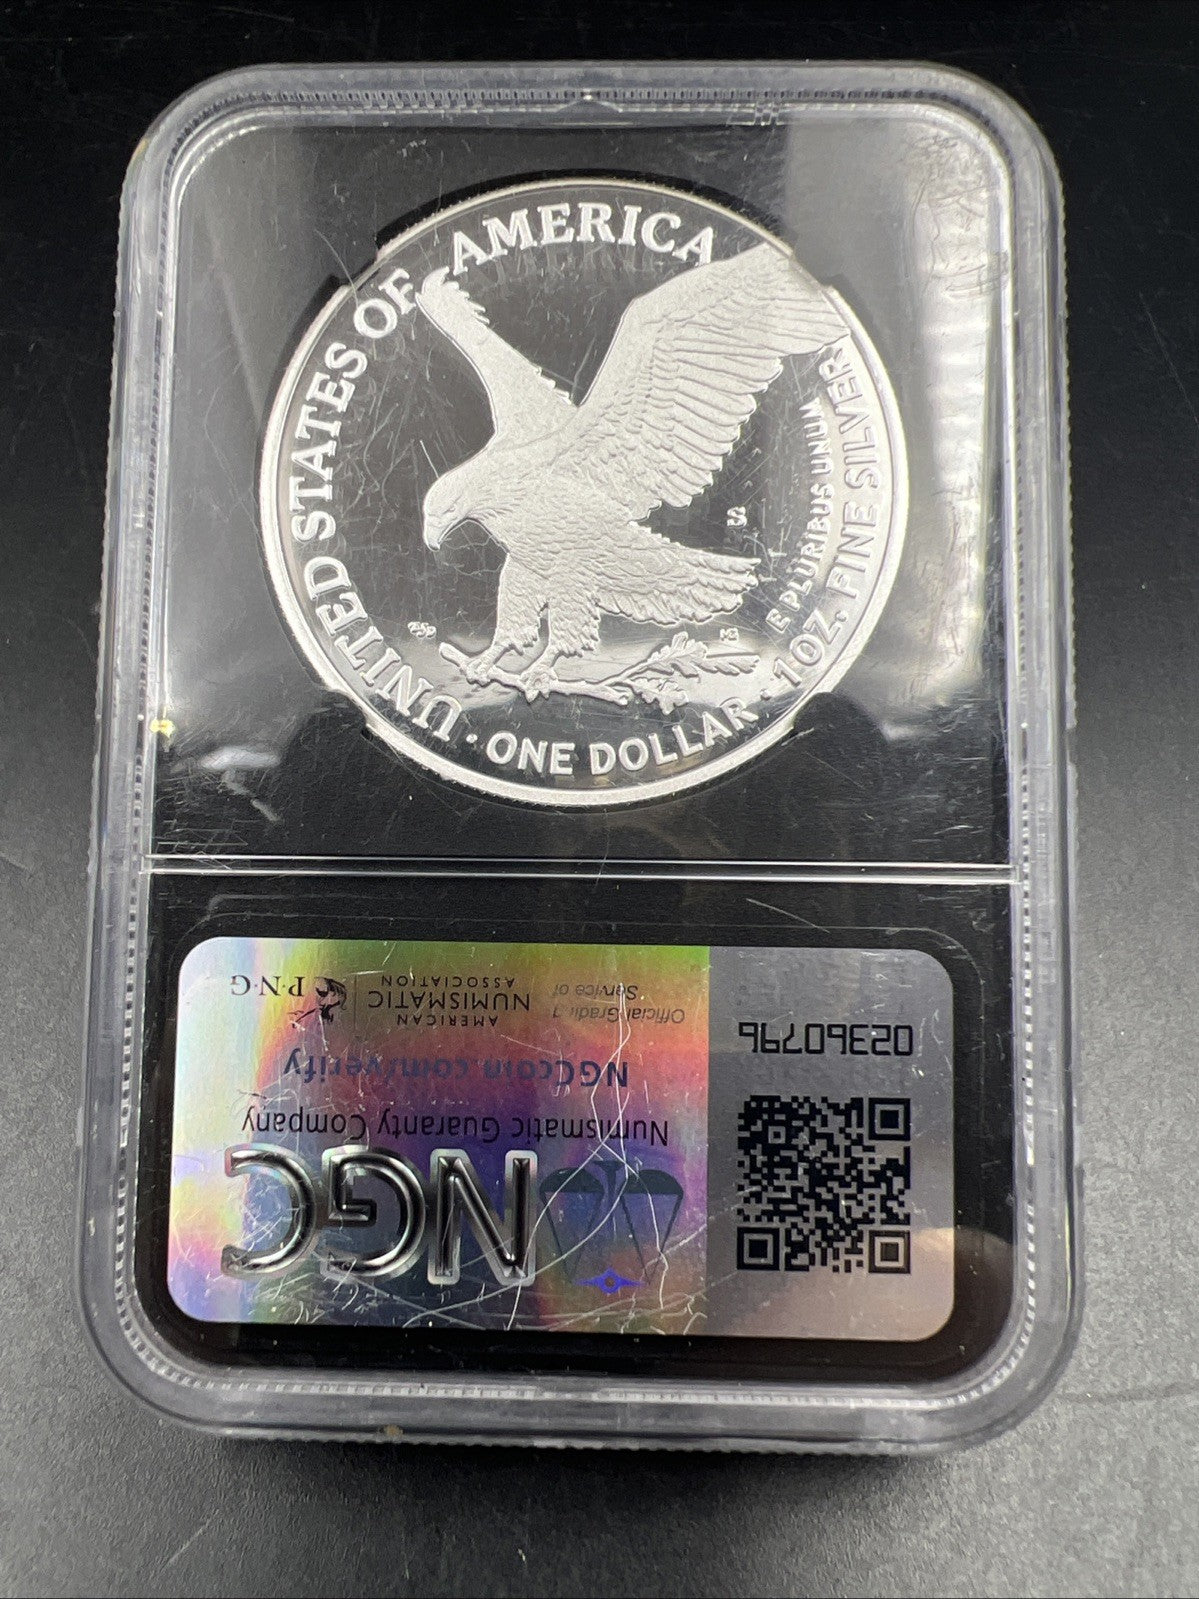 UNITED STATES OF AMERICA
E PLURIBUS UNUM
1 OZ. FINE SILVER
· ONE DOLLAR ·
S
NGC
Numismatic Guaranty Company
NGCcoin.com/verify
Official Grading
Service of
AMERICAN
NUMISMATIC
ASSOCIATION
P·N·G
02360796